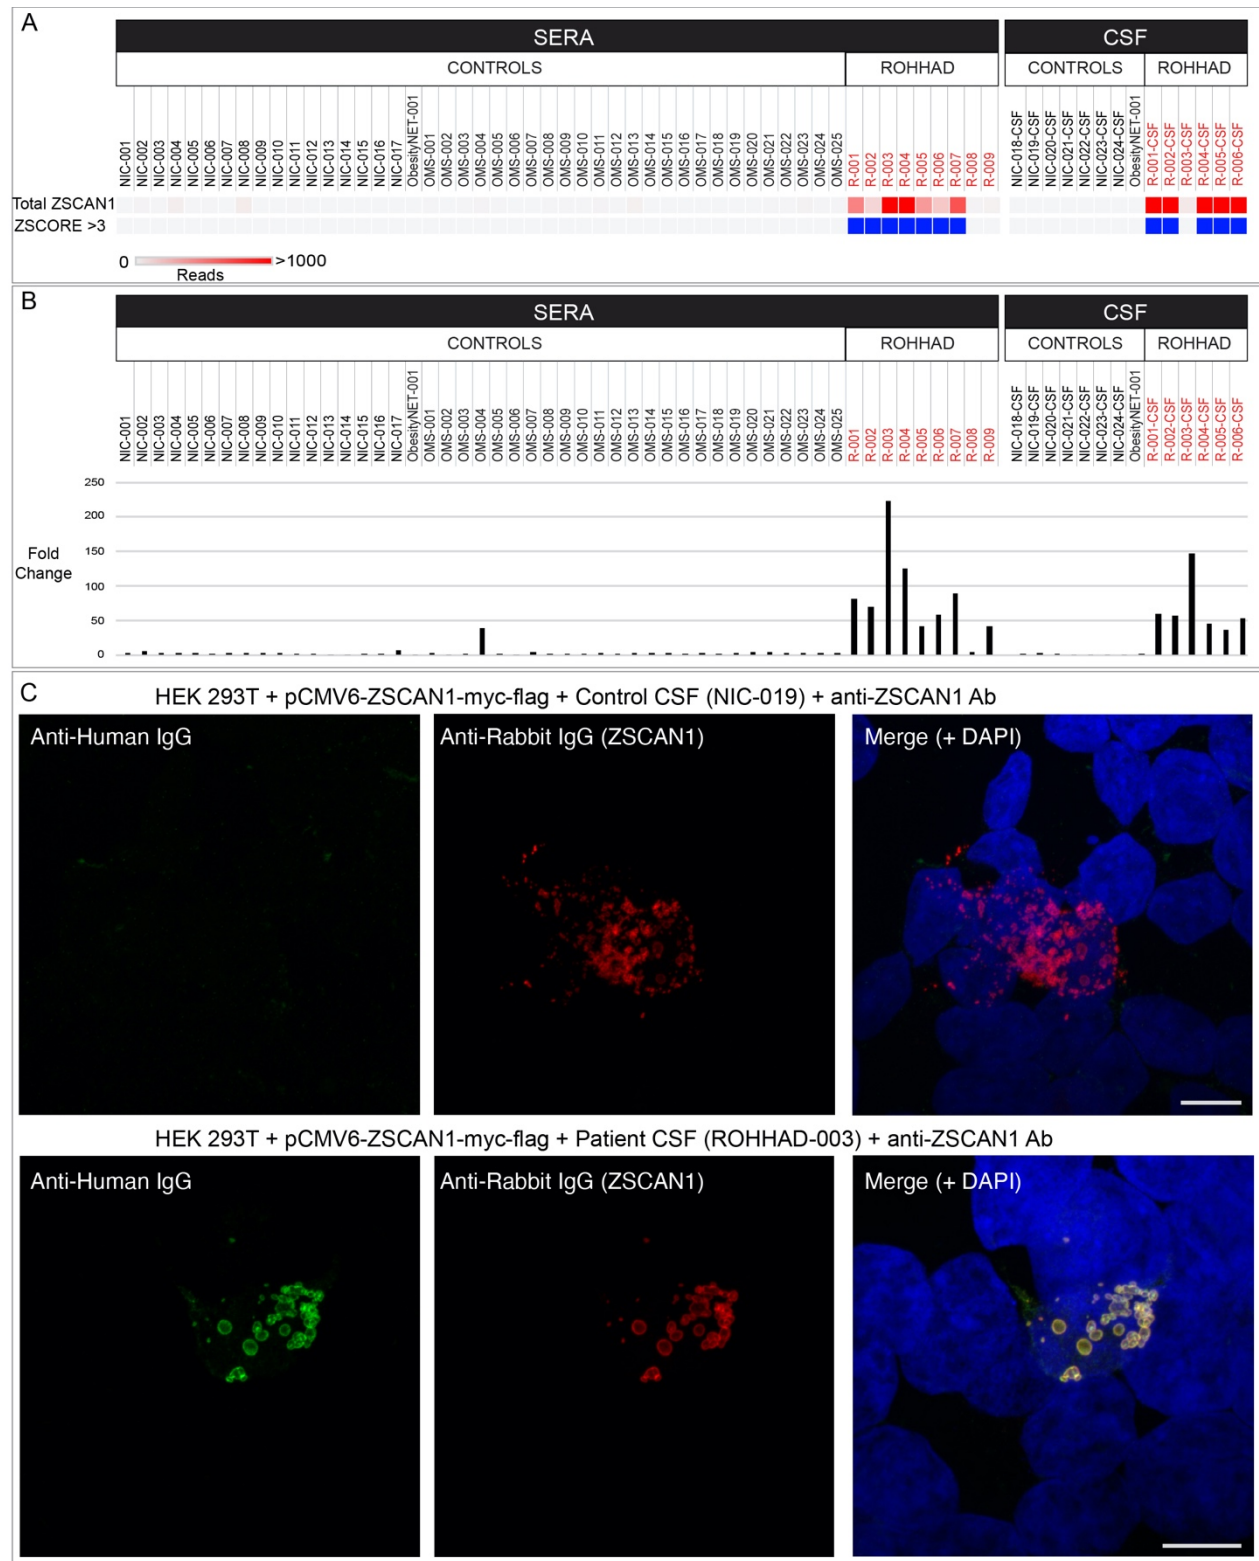 A
SERA
CSF
CONTROLS
ROHHAD
CONTROLS
ROHHAD
NIC-001
NIC-002
NIC-003
NIC-004
NIC-005
NIC-006
NIC-007
NIC-008
NIC-009
NIC-010
NIC-011
NIC-012
NIC-013
NIC-014
NIC-015
NIC-016
NIC-017
ObesityNET-001
OMS-001
OMS-002
OMS-003
OMS-004
OMS-005
OMS-006
OMS-007
OMS-008
OMS-009
OMS-010
OMS-011
OMS-012
OMS-013
OMS-014
OMS-015
OMS-016
OMS-017
OMS-018
OMS-019
OMS-020
OMS-021
OMS-022
OMS-023
OMS-024
OMS-025
R-001
R-002
R-003
R-004
R-005
R-006
R-007
R-008
R-009
NIC-018-CSF
NIC-019-CSF
NIC-020-CSF
NIC-021-CSF
NIC-022-CSF
NIC-023-CSF
NIC-024-CSF
ObesityNET-001
R-001-CSF
R-002-CSF
R-003-CSF
R-004-CSF
R-005-CSF
R-006-CSF
Total ZSCAN1
ZSCORE >3
0 >1000
Reads
B
SERA
CSF
CONTROLS
ROHHAD
CONTROLS
ROHHAD
NIC-001
NIC-002
NIC-003
NIC-004
NIC-005
NIC-006
NIC-007
NIC-008
NIC-009
NIC-010
NIC-011
NIC-012
NIC-013
NIC-014
NIC-015
NIC-016
NIC-017
ObesityNET-001
OMS-001
OMS-002
OMS-003
OMS-004
OMS-005
OMS-006
OMS-007
OMS-008
OMS-009
OMS-010
OMS-011
OMS-012
OMS-013
OMS-014
OMS-015
OMS-016
OMS-017
OMS-018
OMS-019
OMS-020
OMS-021
OMS-022
OMS-023
OMS-024
OMS-025
R-001
R-002
R-003
R-004
R-005
R-006
R-007
R-008
R-009
NIC-018-CSF
NIC-019-CSF
NIC-020-CSF
NIC-021-CSF
NIC-022-CSF
NIC-023-CSF
NIC-024-CSF
ObesityNET-001
R-001-CSF
R-002-CSF
R-003-CSF
R-004-CSF
R-005-CSF
R-006-CSF
250
200
150
100
50
0
Fold
Change
C
HEK 293T + pCMV6-ZSCAN1-myc-flag + Control CSF (NIC-019) + anti-ZSCAN1 Ab
Anti-Human IgG
Anti-Rabbit IgG (ZSCAN1)
Merge (+ DAPI)
HEK 293T + pCMV6-ZSCAN1-myc-flag + Patient CSF (ROHHAD-003) + anti-ZSCAN1 Ab
Anti-Human IgG
Anti-Rabbit IgG (ZSCAN1)
Merge (+ DAPI)